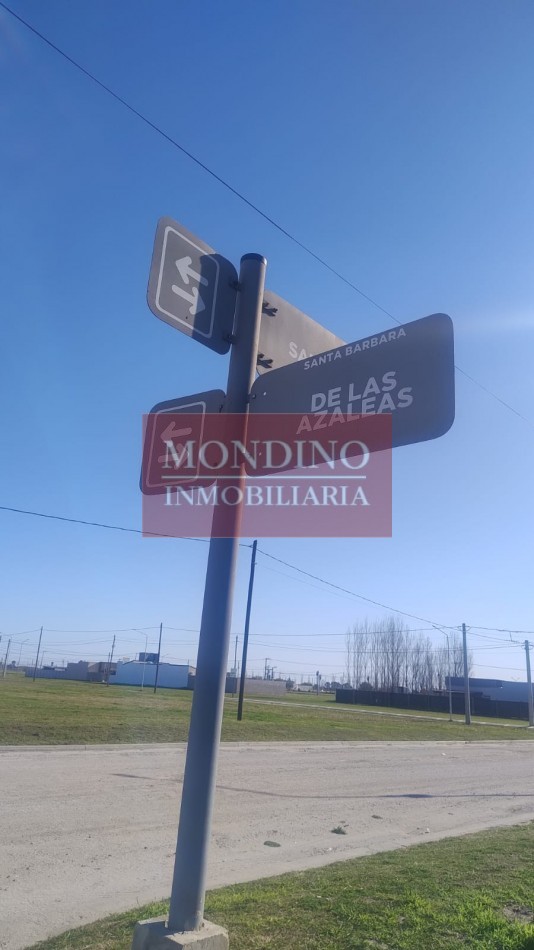 SANTA BARBARA
DE LAS
AZALEAS
MONDINO
INMOBILIARIA